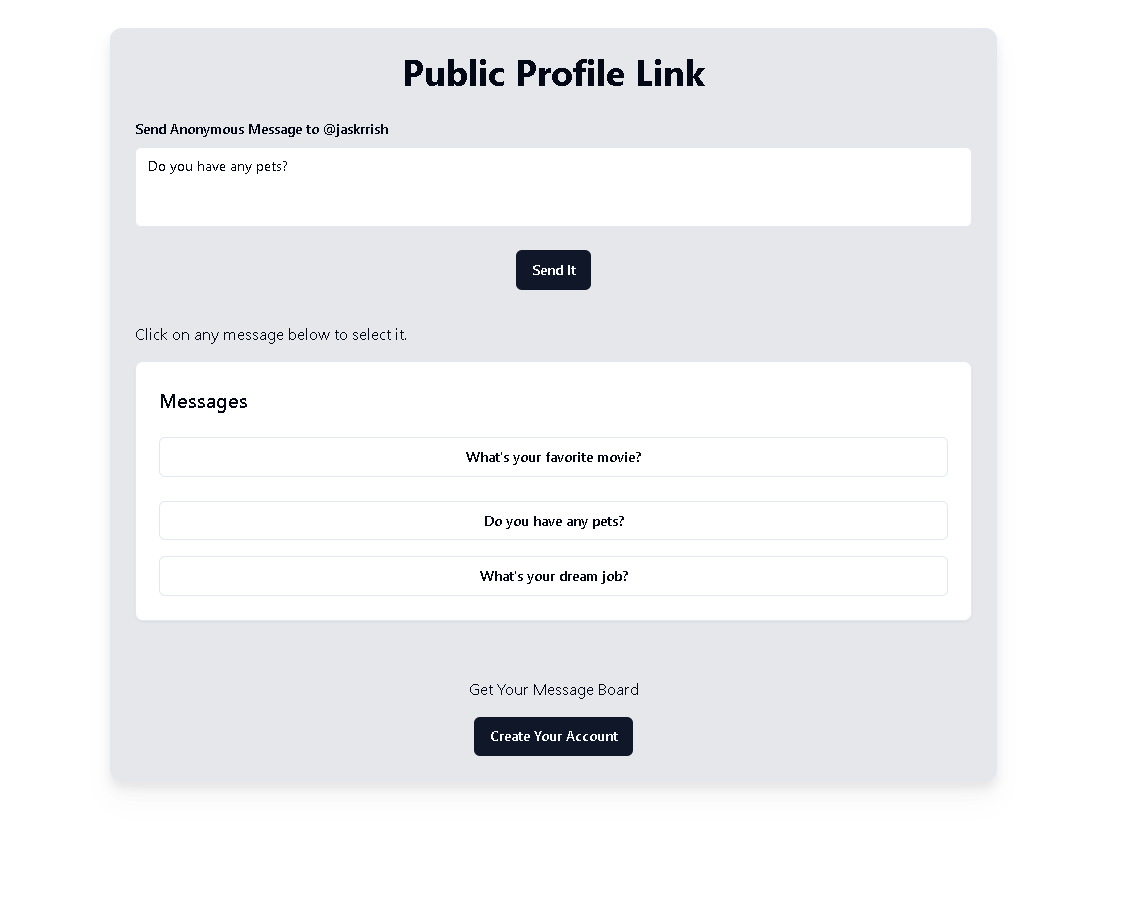 Public Profile Link
Send Anonymous Message to @jaskrrish
Do you have any pets?
Send It
Click on any message below to select it.
Messages
What's your favorite movie?
Do you have any pets?
What's your dream job?
Get Your Message Board
Create Your Account